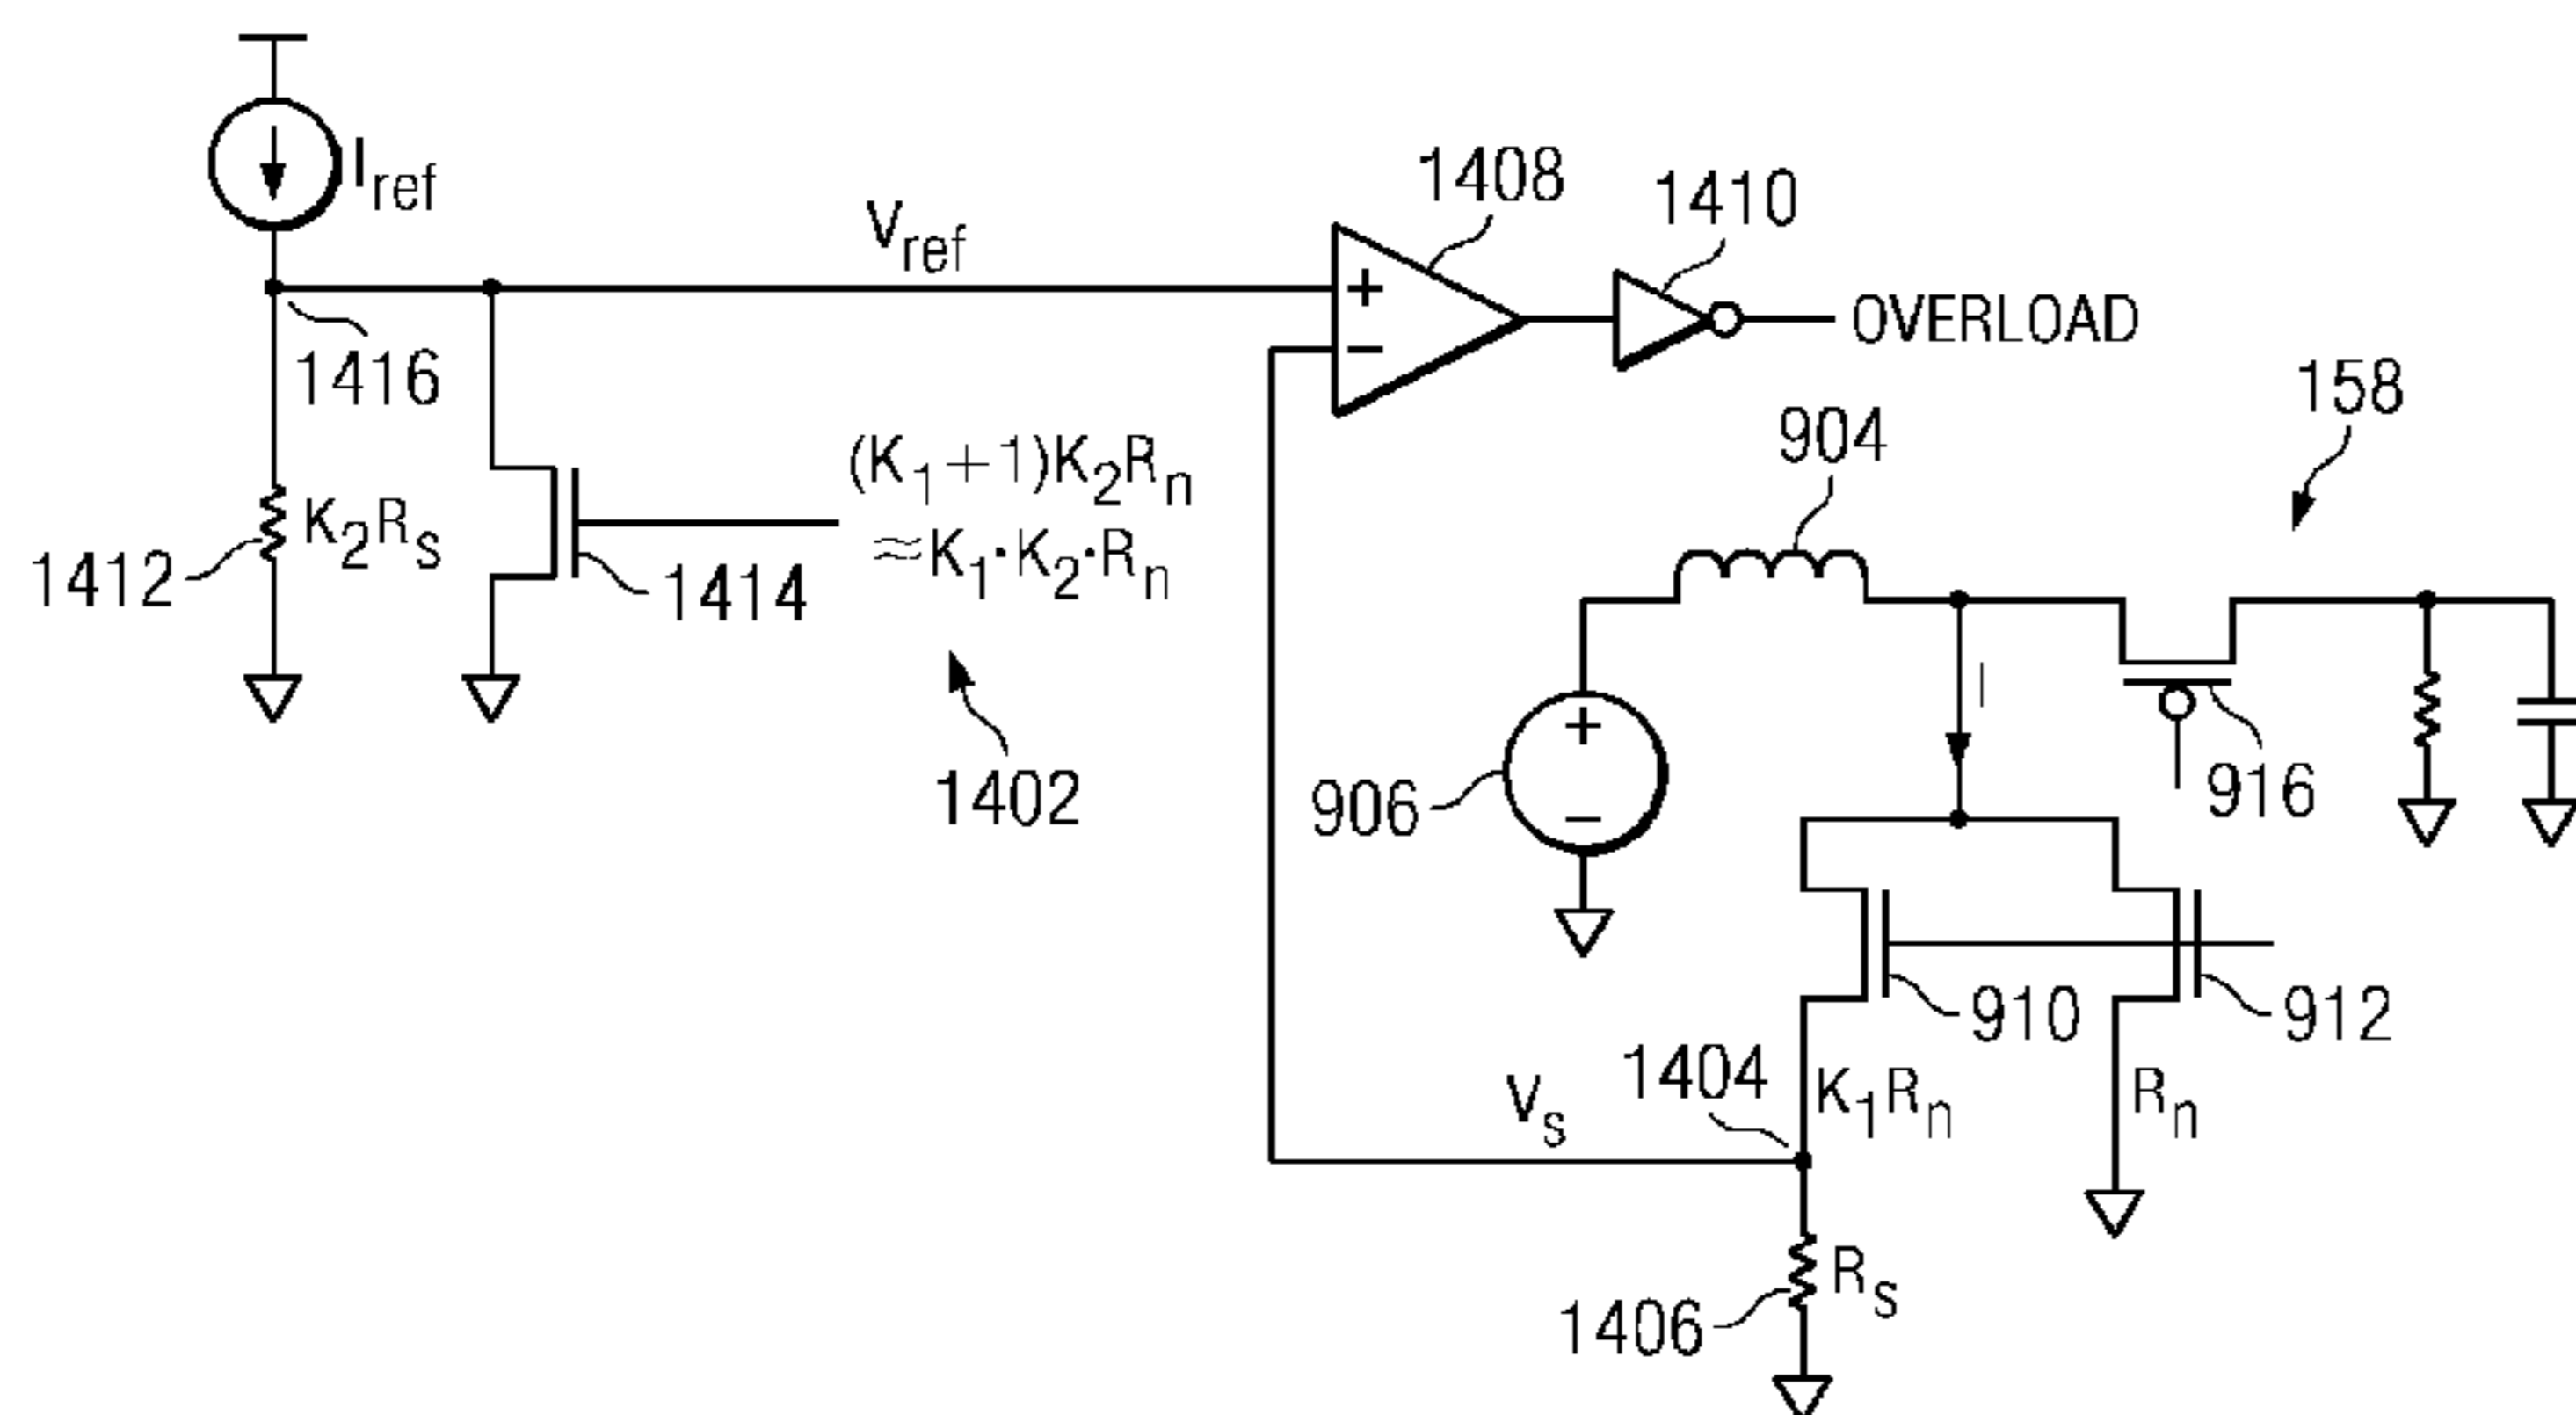 I_ref
V_ref
1408
1410
+
−
OVERLOAD
1416
158
904
K_2R_s
(K_1+1)K_2R_n
≈K_1·K_2·R_n
1412
1414
1402
I
+
−
906
916
910
912
1404
K_1R_n
R_n
V_s
R_s
1406